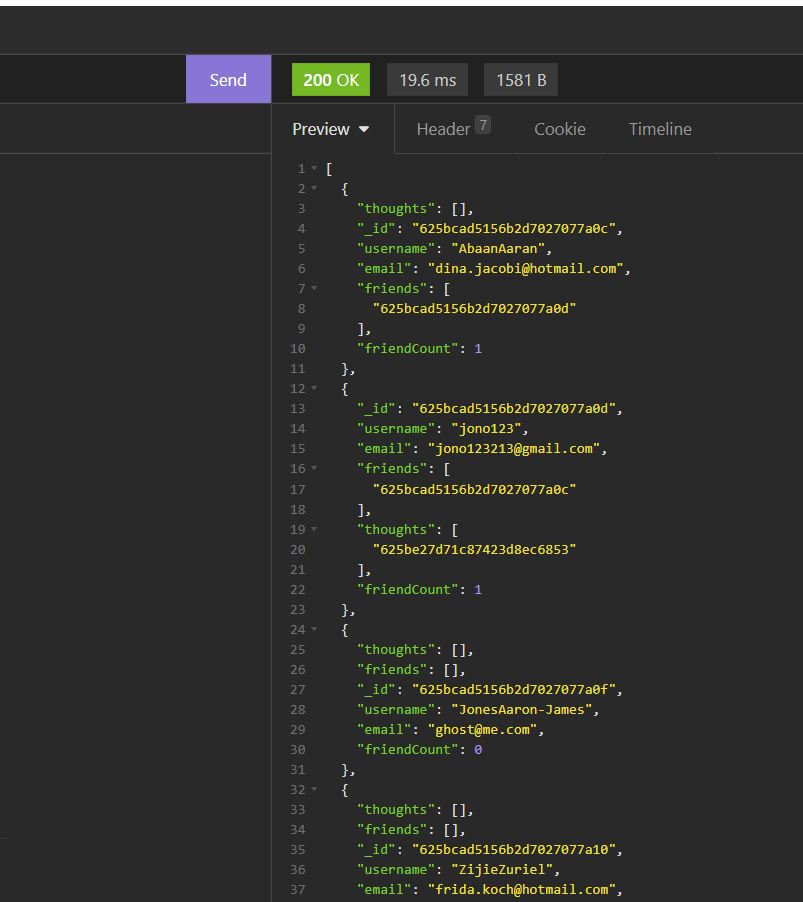 Send 200 OK 19.6 ms 1581 B
Preview Header 7 Cookie Timeline
1 [
2 {
3 "thoughts": [],
4 "_id": "625bcad5156b2d7027077a0c",
5 "username": "AbaanAaran",
6 "email": "dina.jacobi@hotmail.com",
7 "friends": [
8 "625bcad5156b2d7027077a0d"
9 ],
10 "friendCount": 1
11 },
12 {
13 "_id": "625bcad5156b2d7027077a0d",
14 "username": "jono123",
15 "email": "jono123213@gmail.com",
16 "friends": [
17 "625bcad5156b2d7027077a0c"
18 ],
19 "thoughts": [
20 "625be27d71c87423d8ec6853"
21 ],
22 "friendCount": 1
23 },
24 {
25 "thoughts": [],
26 "friends": [],
27 "_id": "625bcad5156b2d7027077a0f",
28 "username": "JonesAaron-James",
29 "email": "ghost@me.com",
30 "friendCount": 0
31 },
32 {
33 "thoughts": [],
34 "friends": [],
35 "_id": "625bcad5156b2d7027077a10",
36 "username": "ZijieZuriel",
37 "email": "frida.koch@hotmail.com",